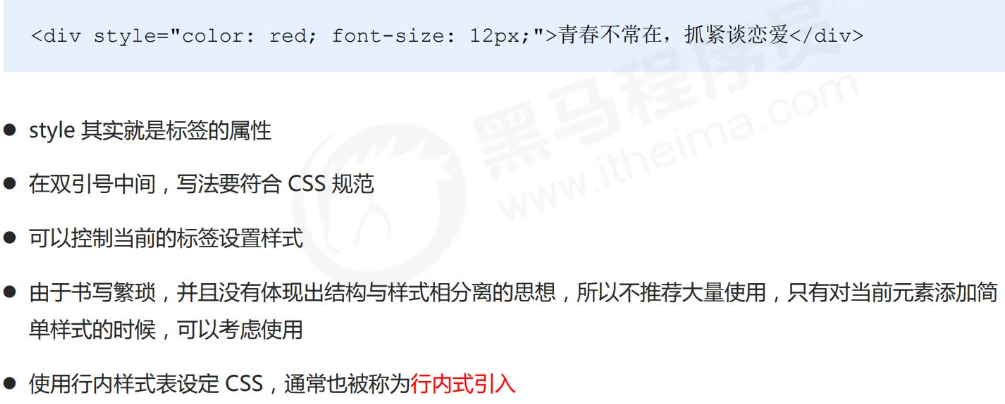 <div style="color: red; font-size: 12px;">青春不常在，抓紧谈恋爱</div>
黑马程序员
www.itheima.com
● style 其实就是标签的属性
● 在双引号中间，写法要符合 CSS 规范
● 可以控制当前的标签设置样式
● 由于书写繁琐，并且没有体现出结构与样式相分离的思想，所以不推荐大量使用，只有对当前元素添加简
单样式的时候，可以考虑使用
● 使用行内样式表设定 CSS，通常也被称为行内式引入